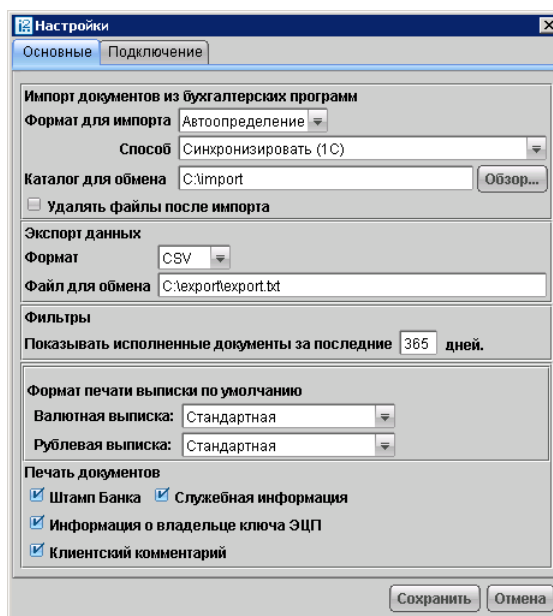 Настройки
Основные Подключение
Импорт документов из бухгалтерских программ
Формат для импорта Автоопределение
Способ Синхронизировать (1С)
Каталог для обмена C:\import Обзор...
Удалять файлы после импорта
Экспорт данных
Формат CSV
Файл для обмена C:\export\export.txt
Фильтры
Показывать исполненные документы за последние 365 дней.
Формат печати выписки по умолчанию
Валютная выписка: Стандартная
Рублевая выписка: Стандартная
Печать документов
Штамп Банка Служебная информация
Информация о владельце ключа ЭЦП
Клиентский комментарий
Сохранить Отмена